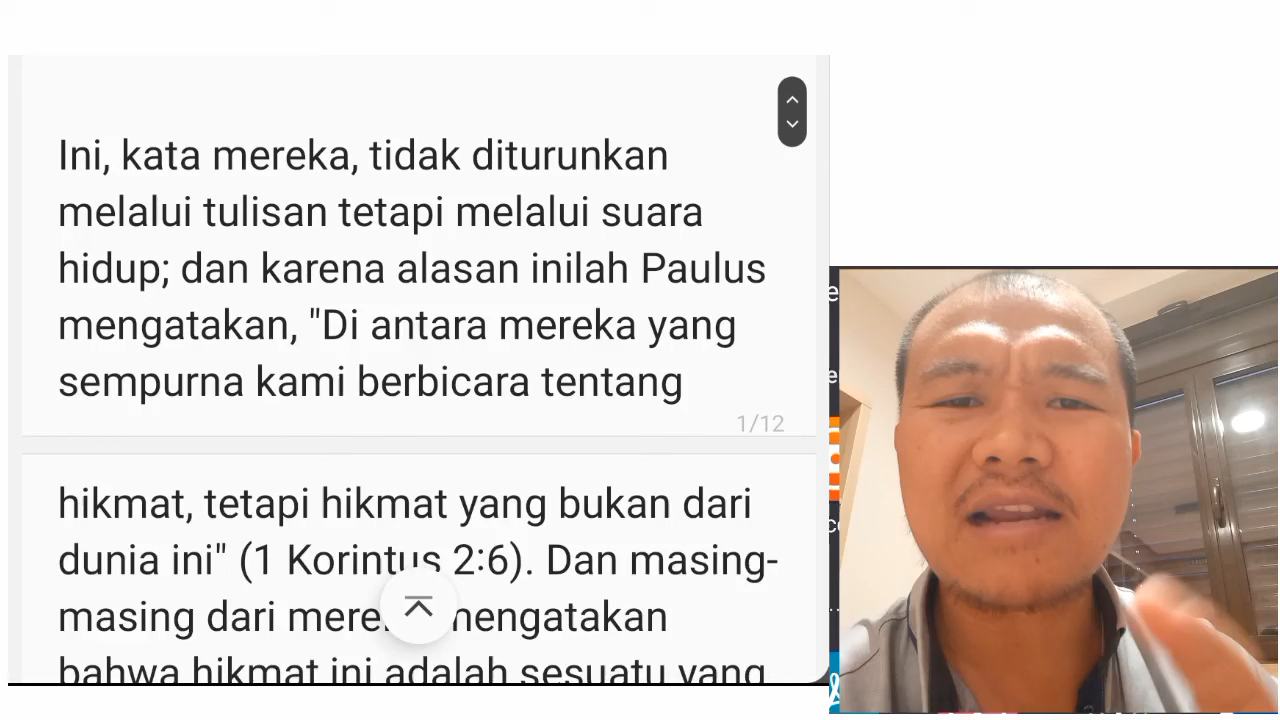 Ini, kata mereka, tidak diturunkan
melalui tulisan tetapi melalui suara
hidup; dan karena alasan inilah Paulus
mengatakan, "Di antara mereka yang
sempurna kami berbicara tentang
1/12
hikmat, tetapi hikmat yang bukan dari
dunia ini" (1 Korintus 2:6). Dan masing-
masing dari mengatakan
bahwa hikmat ini adalah sesuatu yang